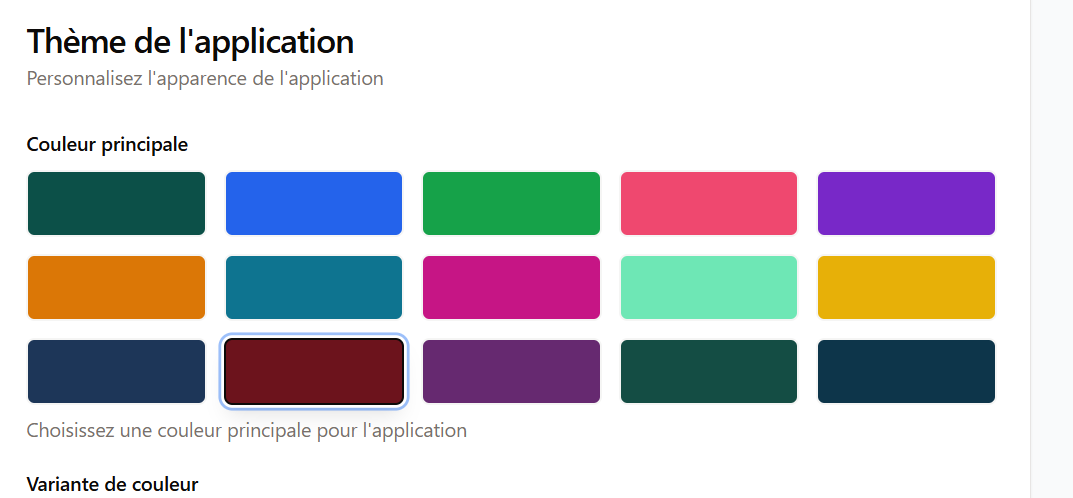 Thème de l'application
Personnalisez l'apparence de l'application
Couleur principale
Choisissez une couleur principale pour l'application
Variante de couleur